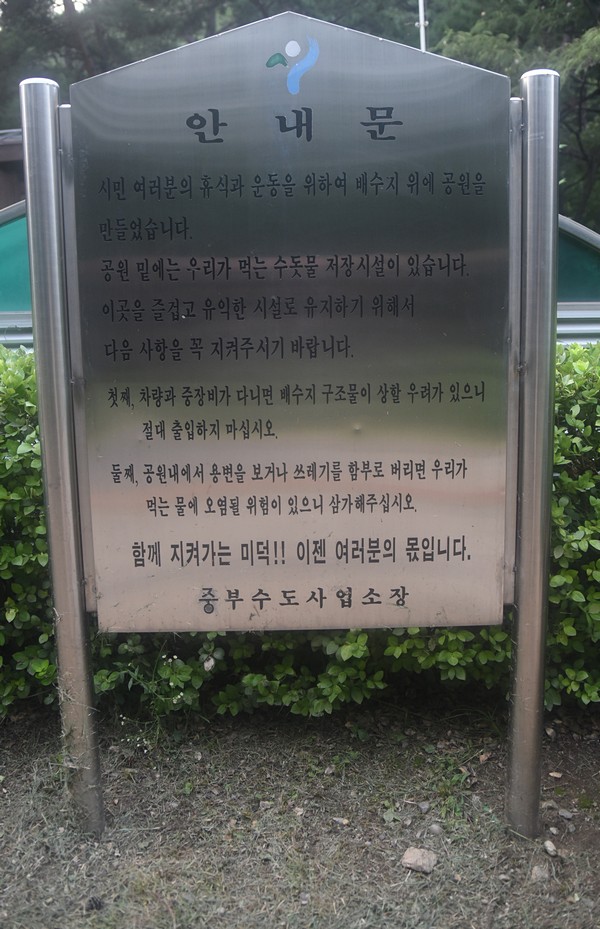 안 내 문
시민 여러분의 휴식과 운동을 위하여 배수지 위에 공원을
만들었습니다.
공원 밑에는 우리가 먹는 수돗물 저장시설이 있습니다.
이곳을 즐겁고 유익한 시설로 유지하기 위해서
다음 사항을 꼭 지켜주시기 바랍니다.
첫째, 차량과 중장비가 다니면 배수지 구조물이 상할 우려가 있으니
절대 출입하지 마십시오.
둘째, 공원내에서 용변을 보거나 쓰레기를 함부로 버리면 우리가
먹는 물에 오염될 위험이 있으니 삼가해주십시오.
함께 지켜가는 미덕!! 이젠 여러분의 몫입니다.
중부수도사업소장